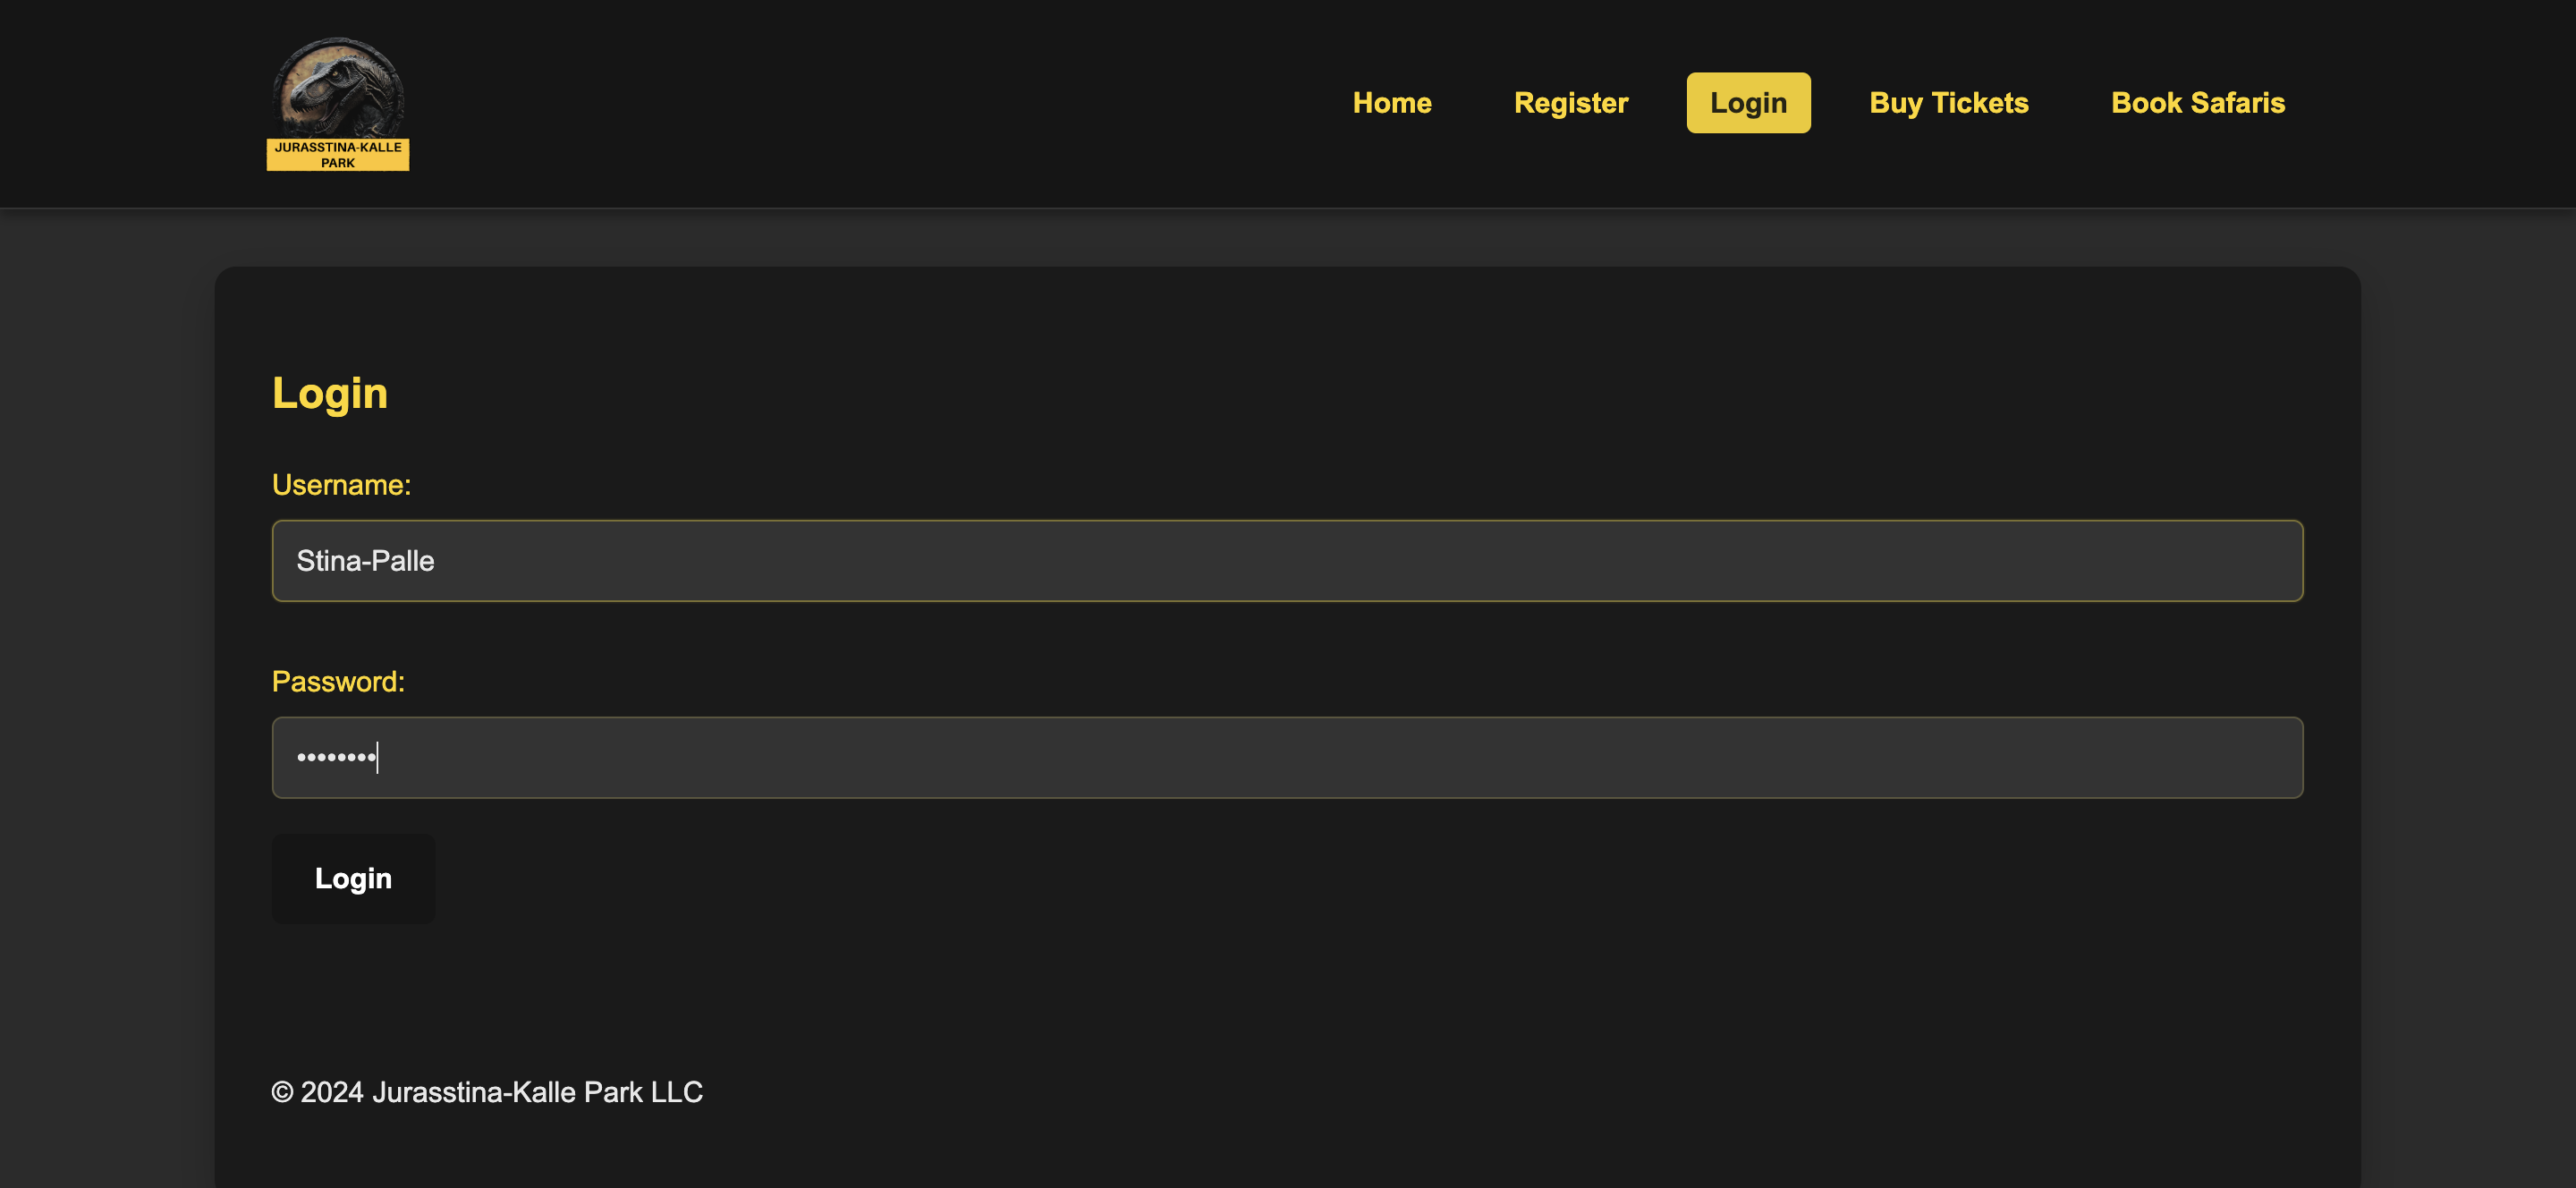 JURASSTINA-KALLE
PARK
Home Register Login Buy Tickets Book Safaris
Login
Username:
Stina-Palle
Password:
••••••••
Login
© 2024 Jurasstina-Kalle Park LLC